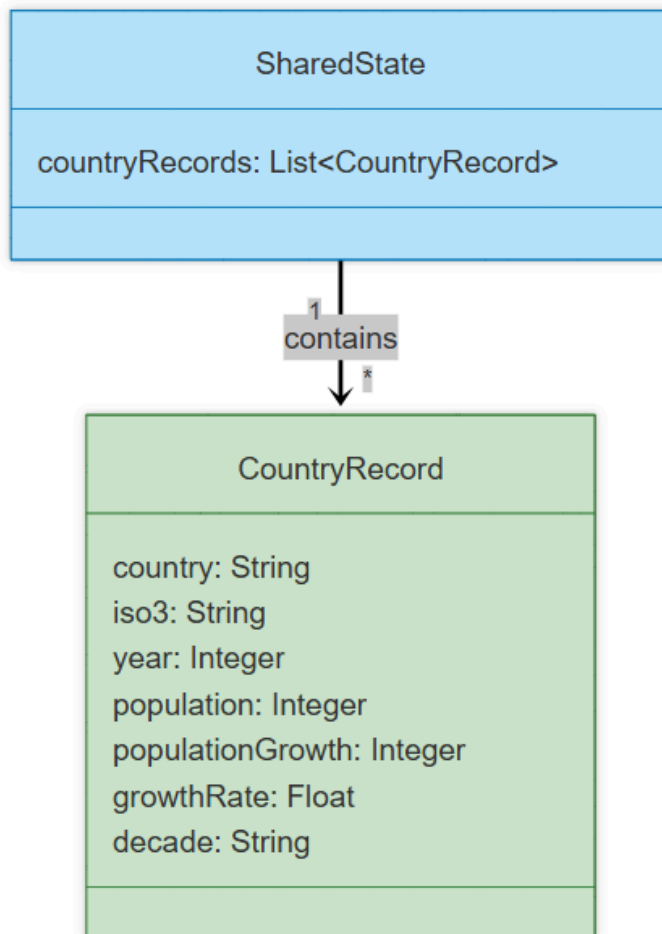 SharedState
countryRecords: List<CountryRecord>
1
contains
*
CountryRecord
country: String
iso3: String
year: Integer
population: Integer
populationGrowth: Integer
growthRate: Float
decade: String